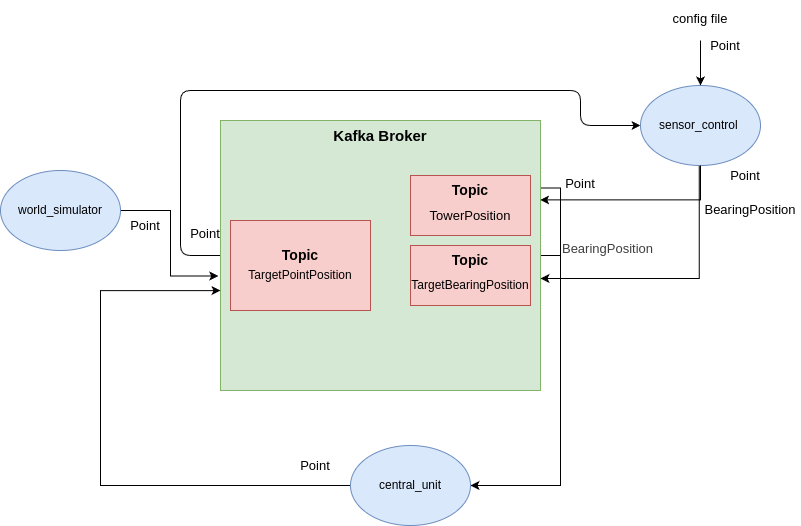 config file
Point
Kafka Broker
sensor_control
Topic
TowerPosition
Point
Point
world_simulator
Point
Point
BearingPosition
Topic
TargetPointPosition
Topic
TargetBearingPosition
BearingPosition
Point
central_unit